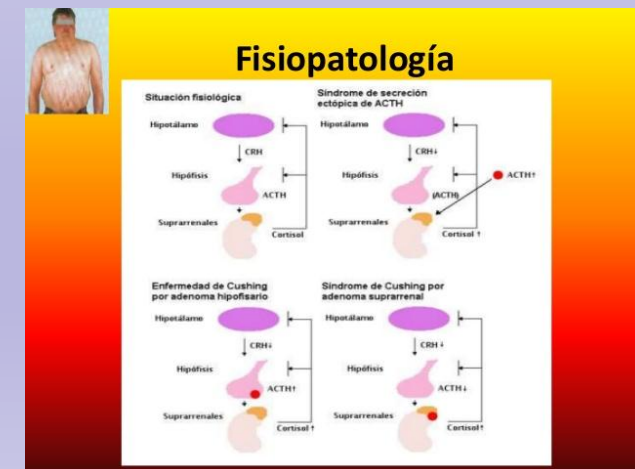 Fisiopatología
Situación fisiológica
Hipotálamo
CRH
Hipófisis
ACTH
Suprarrenales
Cortisol
Síndrome de secreción
ectópica de ACTH
Hipotálamo
CRH↓
Hipófisis
ACTH↑
(ACTH)
Suprarrenales
Cortisol ↑
Enfermedad de Cushing
por adenoma hipofisario
Hipotálamo
CRH↓
Hipófisis
ACTH↑
Suprarrenales
Cortisol ↑
Síndrome de Cushing por
adenoma suprarrenal
Hipotálamo
CRH ↓
Hipófisis
ACTH↓
Suprarrenales
Cortisol↑